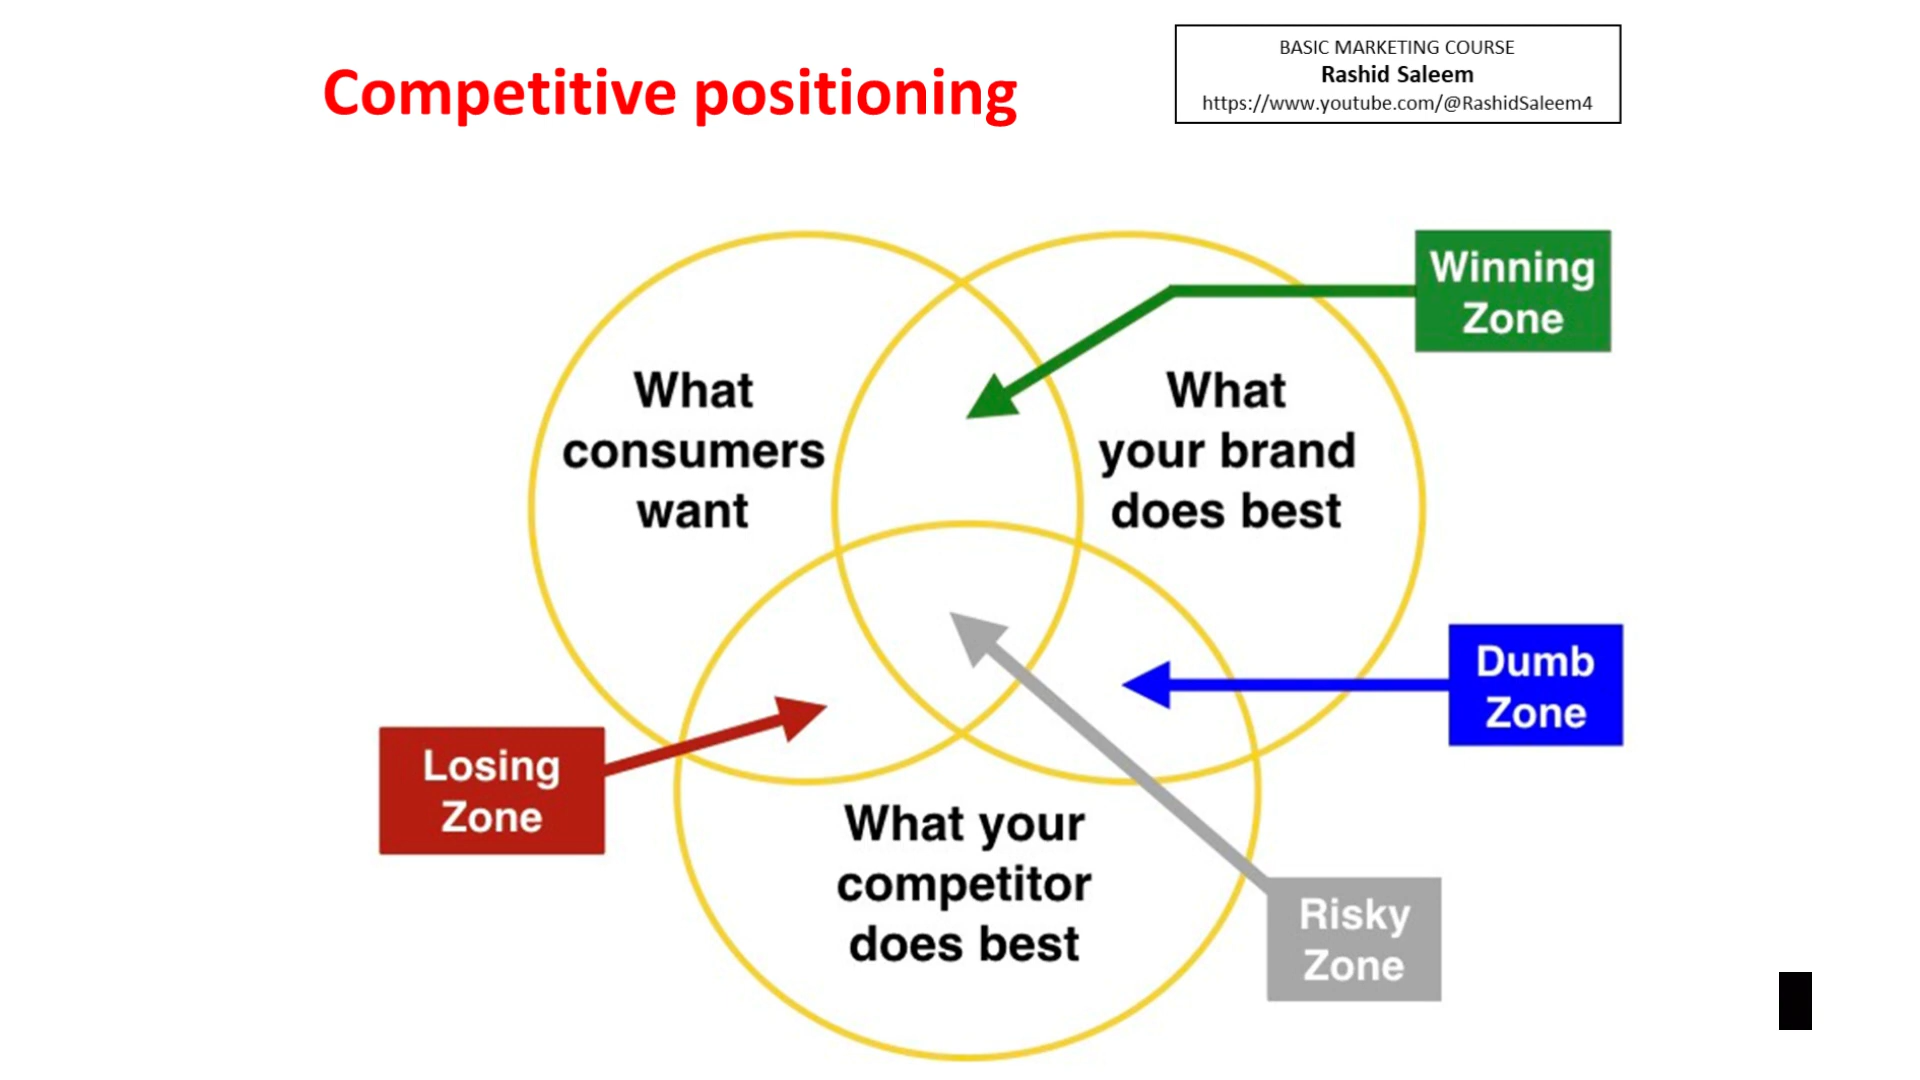 Competitive positioning
BASIC MARKETING COURSE
Rashid Saleem
https://www.youtube.com/@RashidSaleem4
Winning
Zone
What
consumers
want
What
your brand
does best
Dumb
Zone
Losing
Zone
What your
competitor
does best
Risky
Zone